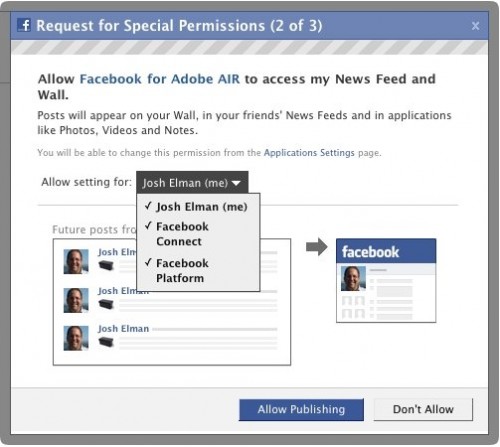 f Request for Special Permissions (2 of 3) x
Allow Facebook for Adobe AIR to access my News Feed and
Wall.
Posts will appear on your Wall, in your friends' News Feeds and in applications
like Photos, Videos and Notes.
You will be able to change this permission from the Applications Settings page.
Allow setting for: Josh Elman (me)
✓ Josh Elman (me)
✓ Facebook
Connect
✓ Facebook
Platform
Future posts fro
Josh Elm
Josh Elman
Josh Elman
facebook
Allow Publishing
Don't Allow